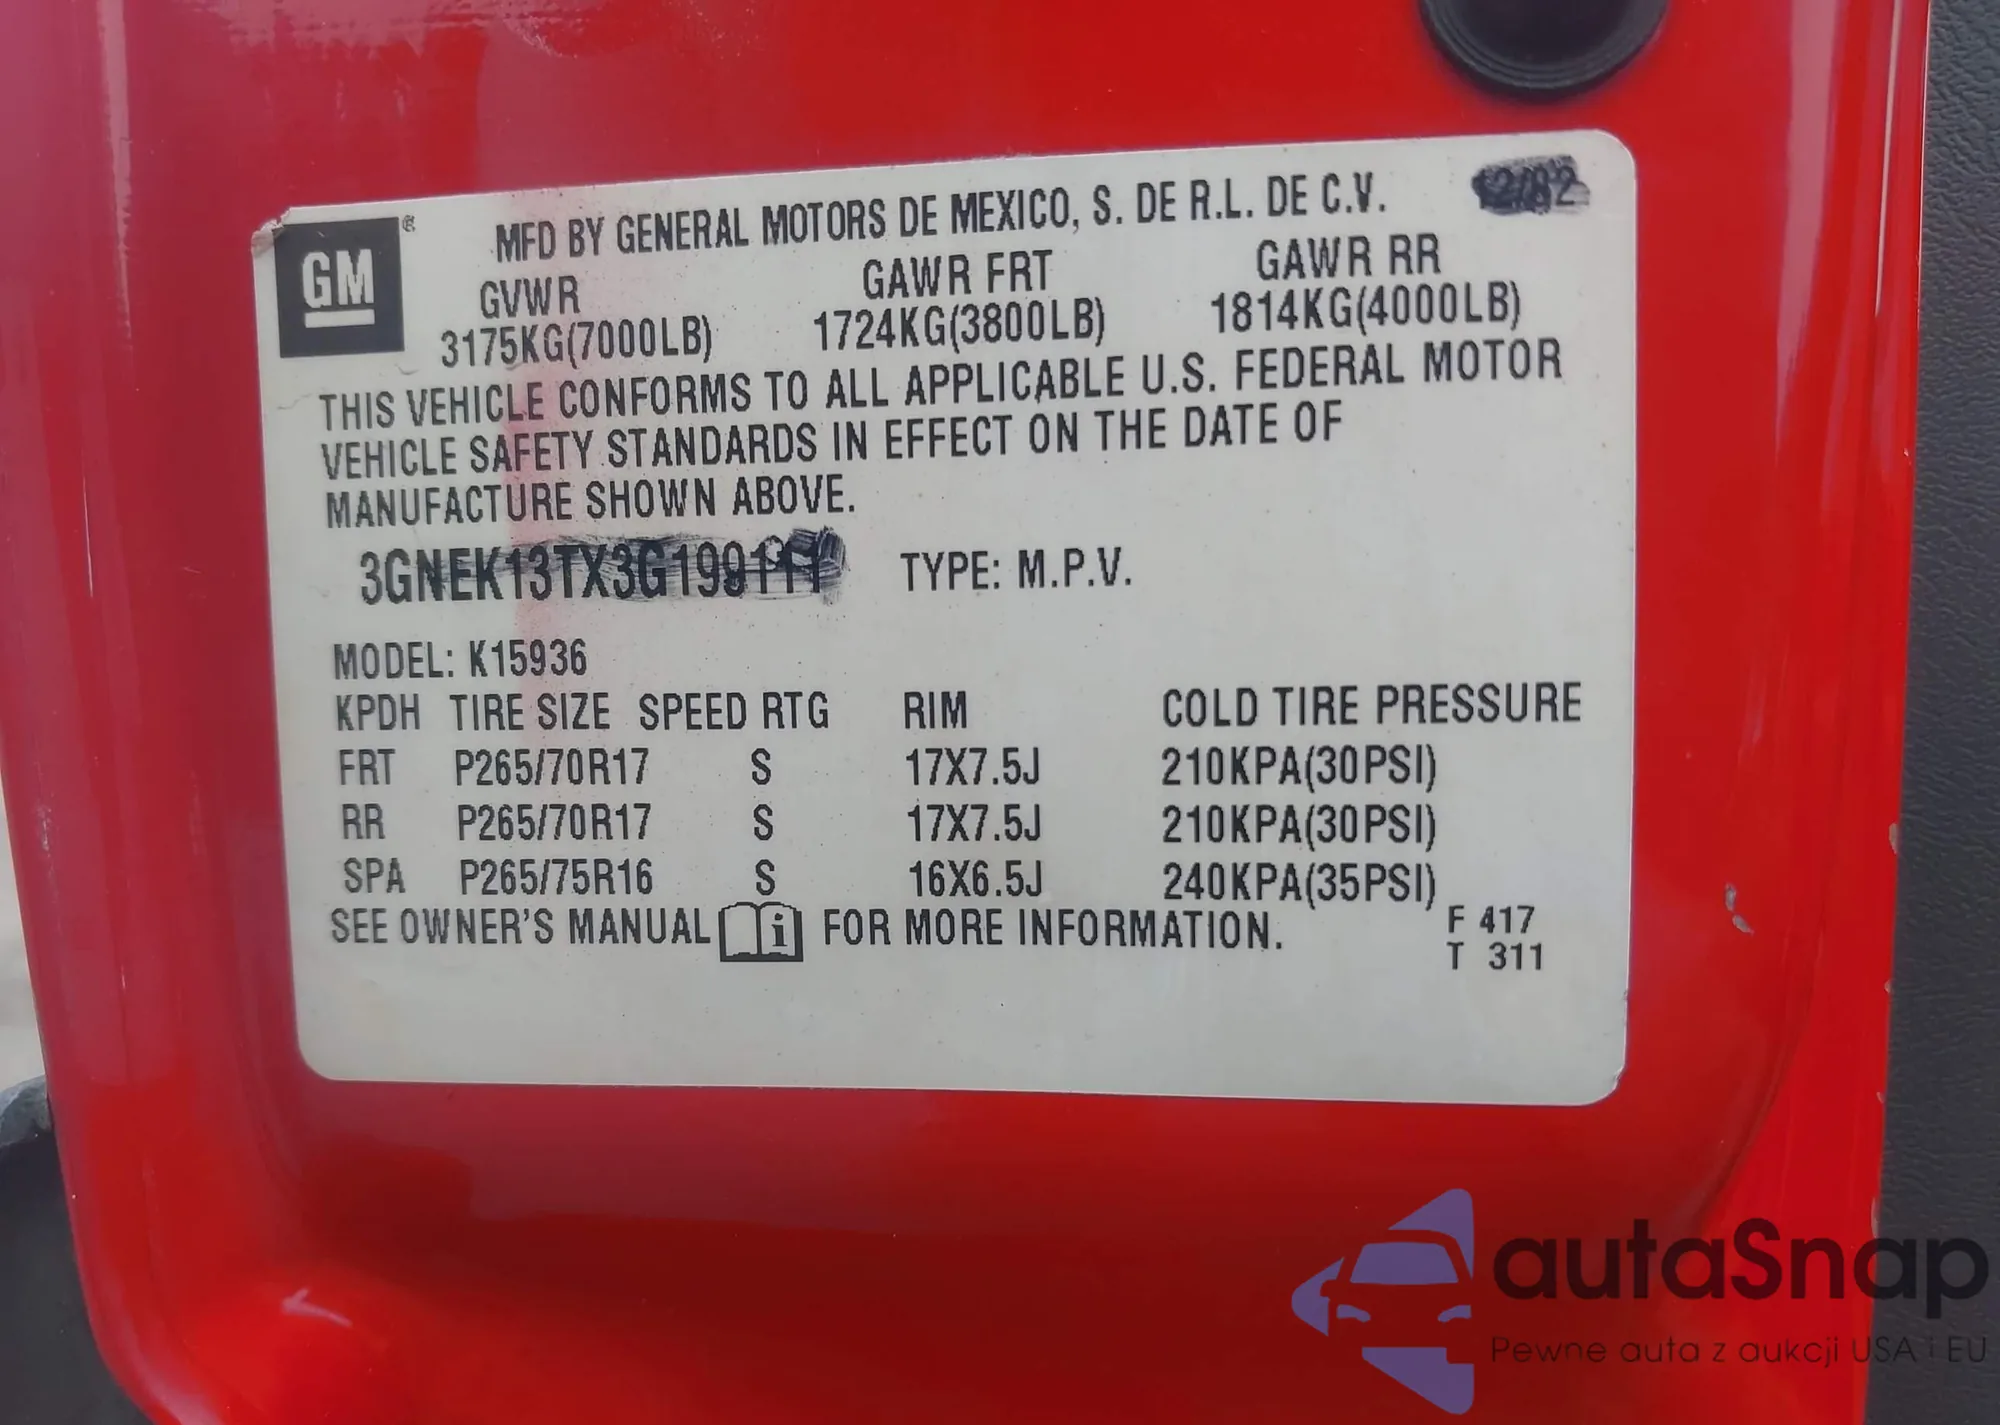 GM®
MFD BY GENERAL MOTORS DE MEXICO, S. DE R.L. DE C.V.
GVWR GAWR FRT GAWR RR
3175KG(7000LB) 1724KG(3800LB) 1814KG(4000LB)
THIS VEHICLE CONFORMS TO ALL APPLICABLE U.S. FEDERAL MOTOR
VEHICLE SAFETY STANDARDS IN EFFECT ON THE DATE OF
MANUFACTURE SHOWN ABOVE.
TYPE: M.P.V.
MODEL: K15936
KPDH TIRE SIZE SPEED RTG RIM COLD TIRE PRESSURE
FRT P265/70R17 S 17X7.5J 210KPA(30PSI)
RR P265/70R17 S 17X7.5J 210KPA(30PSI)
SPA P265/75R16 S 16X6.5J 240KPA(35PSI)
SEE OWNER'S MANUAL i FOR MORE INFORMATION.
F 417
T 311
autaSnap
Pewne auta z aukcji USA i EU